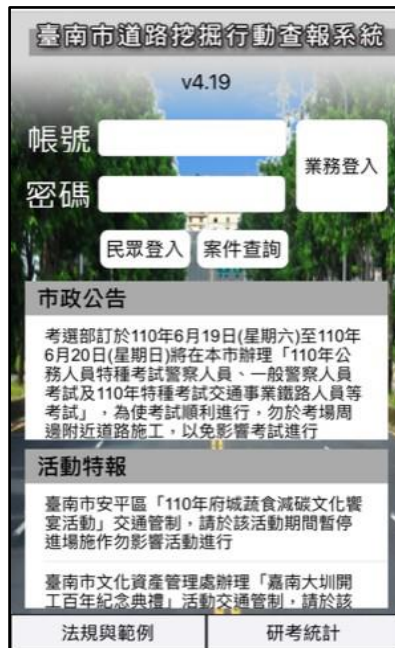 臺南市道路挖掘行動查報系統
v4.19
帳號
業務登入
密碼
民眾登入 案件查詢
市政公告
考選部訂於110年6月19日(星期六)至110年
6月20日(星期日)將在本市辦理「110年公
務人員特種考試警察人員、一般警察人員
考試及110年特種考試交通事業鐵路人員等
考試」，為使考試順利進行，勿於考場周
邊附近道路施工，以免影響考試進行
活動特報
臺南市安平區「110年府城蔬食減碳文化饗
宴活動」交通管制，請於該活動期間暫停
進場施作勿影響活動進行
臺南市文化資產管理處辦理「嘉南大圳開
工百年紀念典禮」活動交通管制，請於該
法規與範例 研考統計